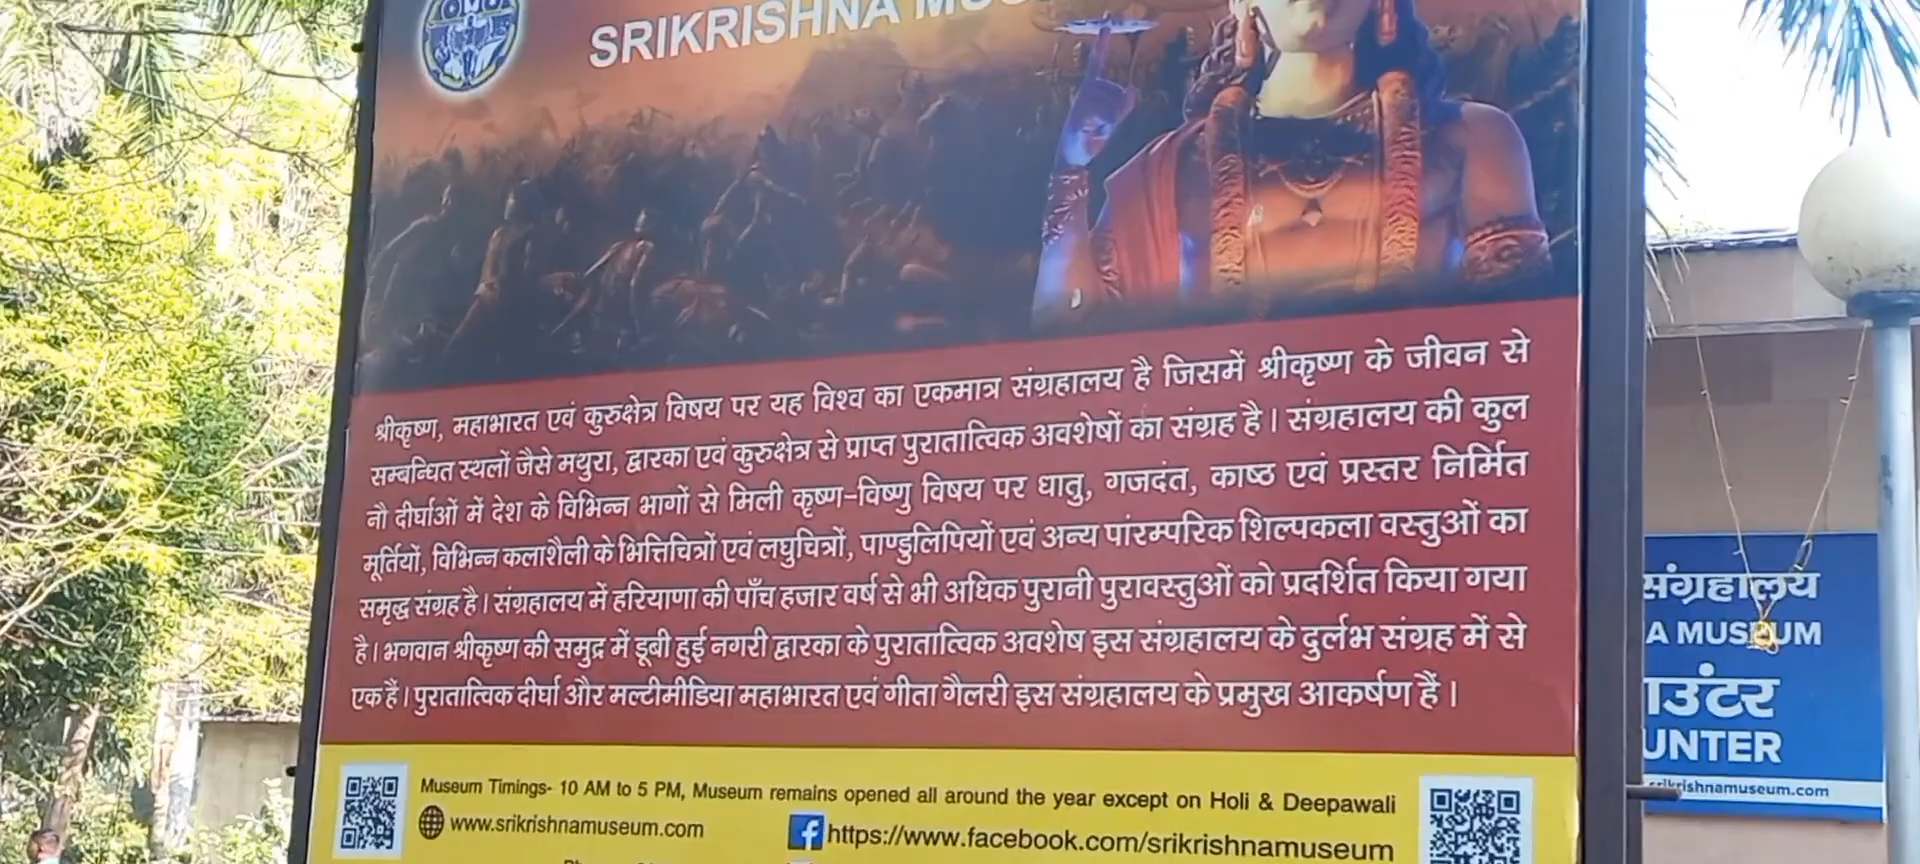 SRIKRISHNA
श्रीकृष्ण, महाभारत एवं कुरुक्षेत्र विषय पर यह विश्व का एकमात्र संग्रहालय है जिसमें श्रीकृष्ण के जीवन से
सम्बन्धित स्थलों जैसे मथुरा, द्वारका एवं कुरुक्षेत्र से प्राप्त पुरातात्विक अवशेषों का संग्रह है। संग्रहालय की कुल
नौ दीर्घाओं में देश के विभिन्न भागों से मिली कृष्ण-विष्णु विषय पर धातु, गजदंत, काष्ठ एवं प्रस्तर निर्मित
मूर्तियों, विभिन्न कलाशैली के भित्तिचित्रों एवं लघुचित्रों, पाण्डुलिपियों एवं अन्य पांरम्परिक शिल्पकला वस्तुओं का
समृद्ध संग्रह है। संग्रहालय में हरियाणा की पाँच हजार वर्ष से भी अधिक पुरानी पुरावस्तुओं को प्रदर्शित किया गया
है। भगवान श्रीकृष्ण की समुद्र में डूबी हुई नगरी द्वारका के पुरातात्विक अवशेष इस संग्रहालय के दुर्लभ संग्रह में से
एक हैं। पुरातात्विक दीर्घा और मल्टीमीडिया महाभारत एवं गीता गैलरी इस संग्रहालय के प्रमुख आकर्षण हैं।
Museum Timings- 10 AM to 5 PM, Museum remains opened all around the year except on Holi & Deepawali
www.srikrishnamuseum.com
https://www.facebook.com/srikrishnamuseum
संग्रहालय
A MUSEUM
उंटर
UNTER
srikrishnamuseum.com